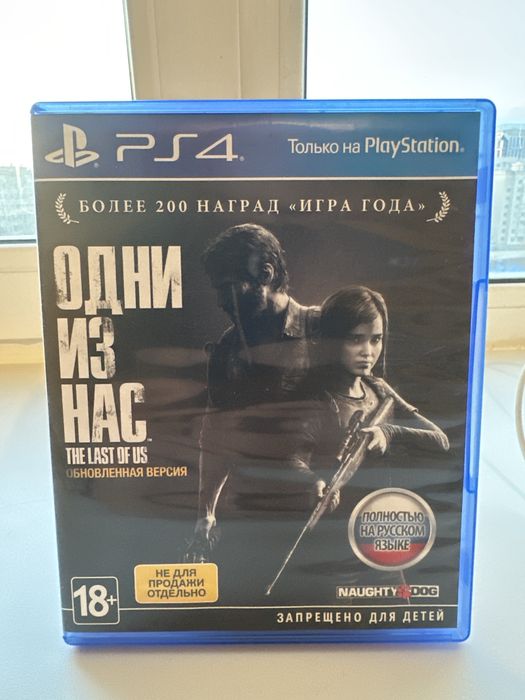 PS4
Только на PlayStation
БОЛЕЕ 200 НАГРАД «ИГРА ГОДА»
ОДНИ
ИЗ
НАС
THE LAST OF US™
ОБНОВЛЕННАЯ ВЕРСИЯ
ПОЛНОСТЬЮ
НА РУССКОМ
ЯЗЫКЕ
НЕ ДЛЯ
ПРОДАЖИ
ОТДЕЛЬНО
18+
NAUGHTY DOG
ЗАПРЕЩЕНО ДЛЯ ДЕТЕЙ